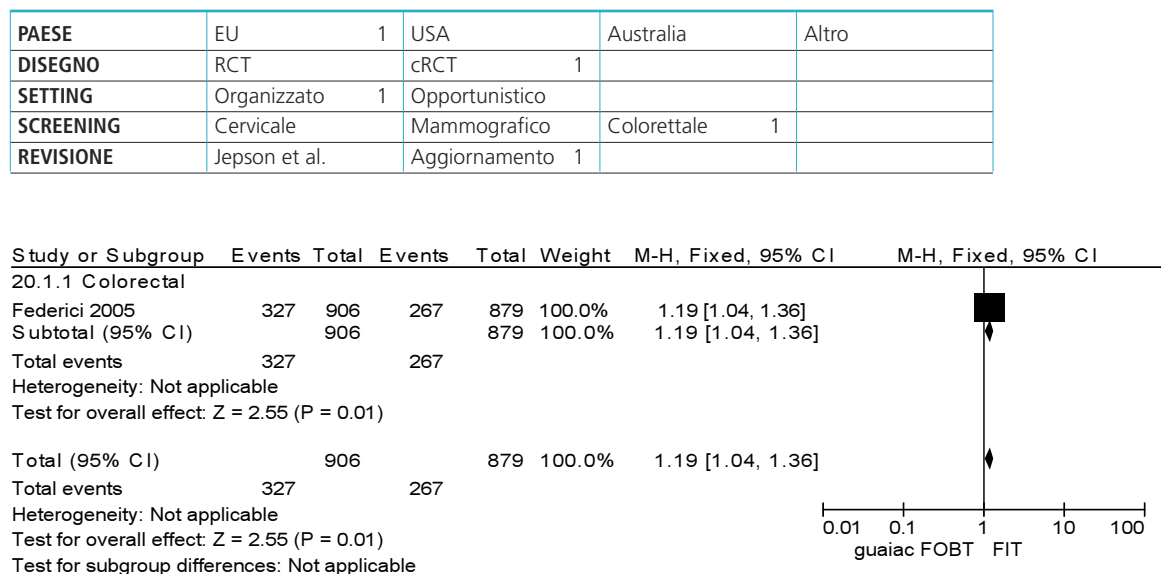 PAESE EU 1 USA Australia Altro
DISEGNO RCT cRCT 1
SETTING Organizzato 1 Opportunistico
SCREENING Cervicale Mammografico Colorettale 1
REVISIONE Jepson et al. Aggiornamento 1
Study or Subgroup Events Total Events Total Weight M-H, Fixed, 95% CI M-H, Fixed, 95% CI
20.1.1 Colorectal
Federici 2005 327 906 267 879 100.0% 1.19 [1.04, 1.36]
Subtotal (95% CI) 906 879 100.0% 1.19 [1.04, 1.36]
Total events 327 267
Heterogeneity: Not applicable
Test for overall effect: Z = 2.55 (P = 0.01)
Total (95% CI) 906 879 100.0% 1.19 [1.04, 1.36]
Total events 327 267
Heterogeneity: Not applicable
Test for overall effect: Z = 2.55 (P = 0.01)
Test for subgroup differences: Not applicable
0.01 0.1 1 10 100
guaiac FOBT FIT